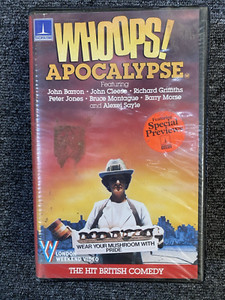 WHOOPS!
APOCALYPSE
Featuring
John Barron • John Cleese • Richard Griffiths
Peter Jones • Bruce Montague • Barry Morse
and Alexei Sayle
Special
Preview
WEAR YOUR MUSHROOM WITH
PRIDE
LONDON
WEEKEND VIDEO
THE HIT BRITISH COMEDY